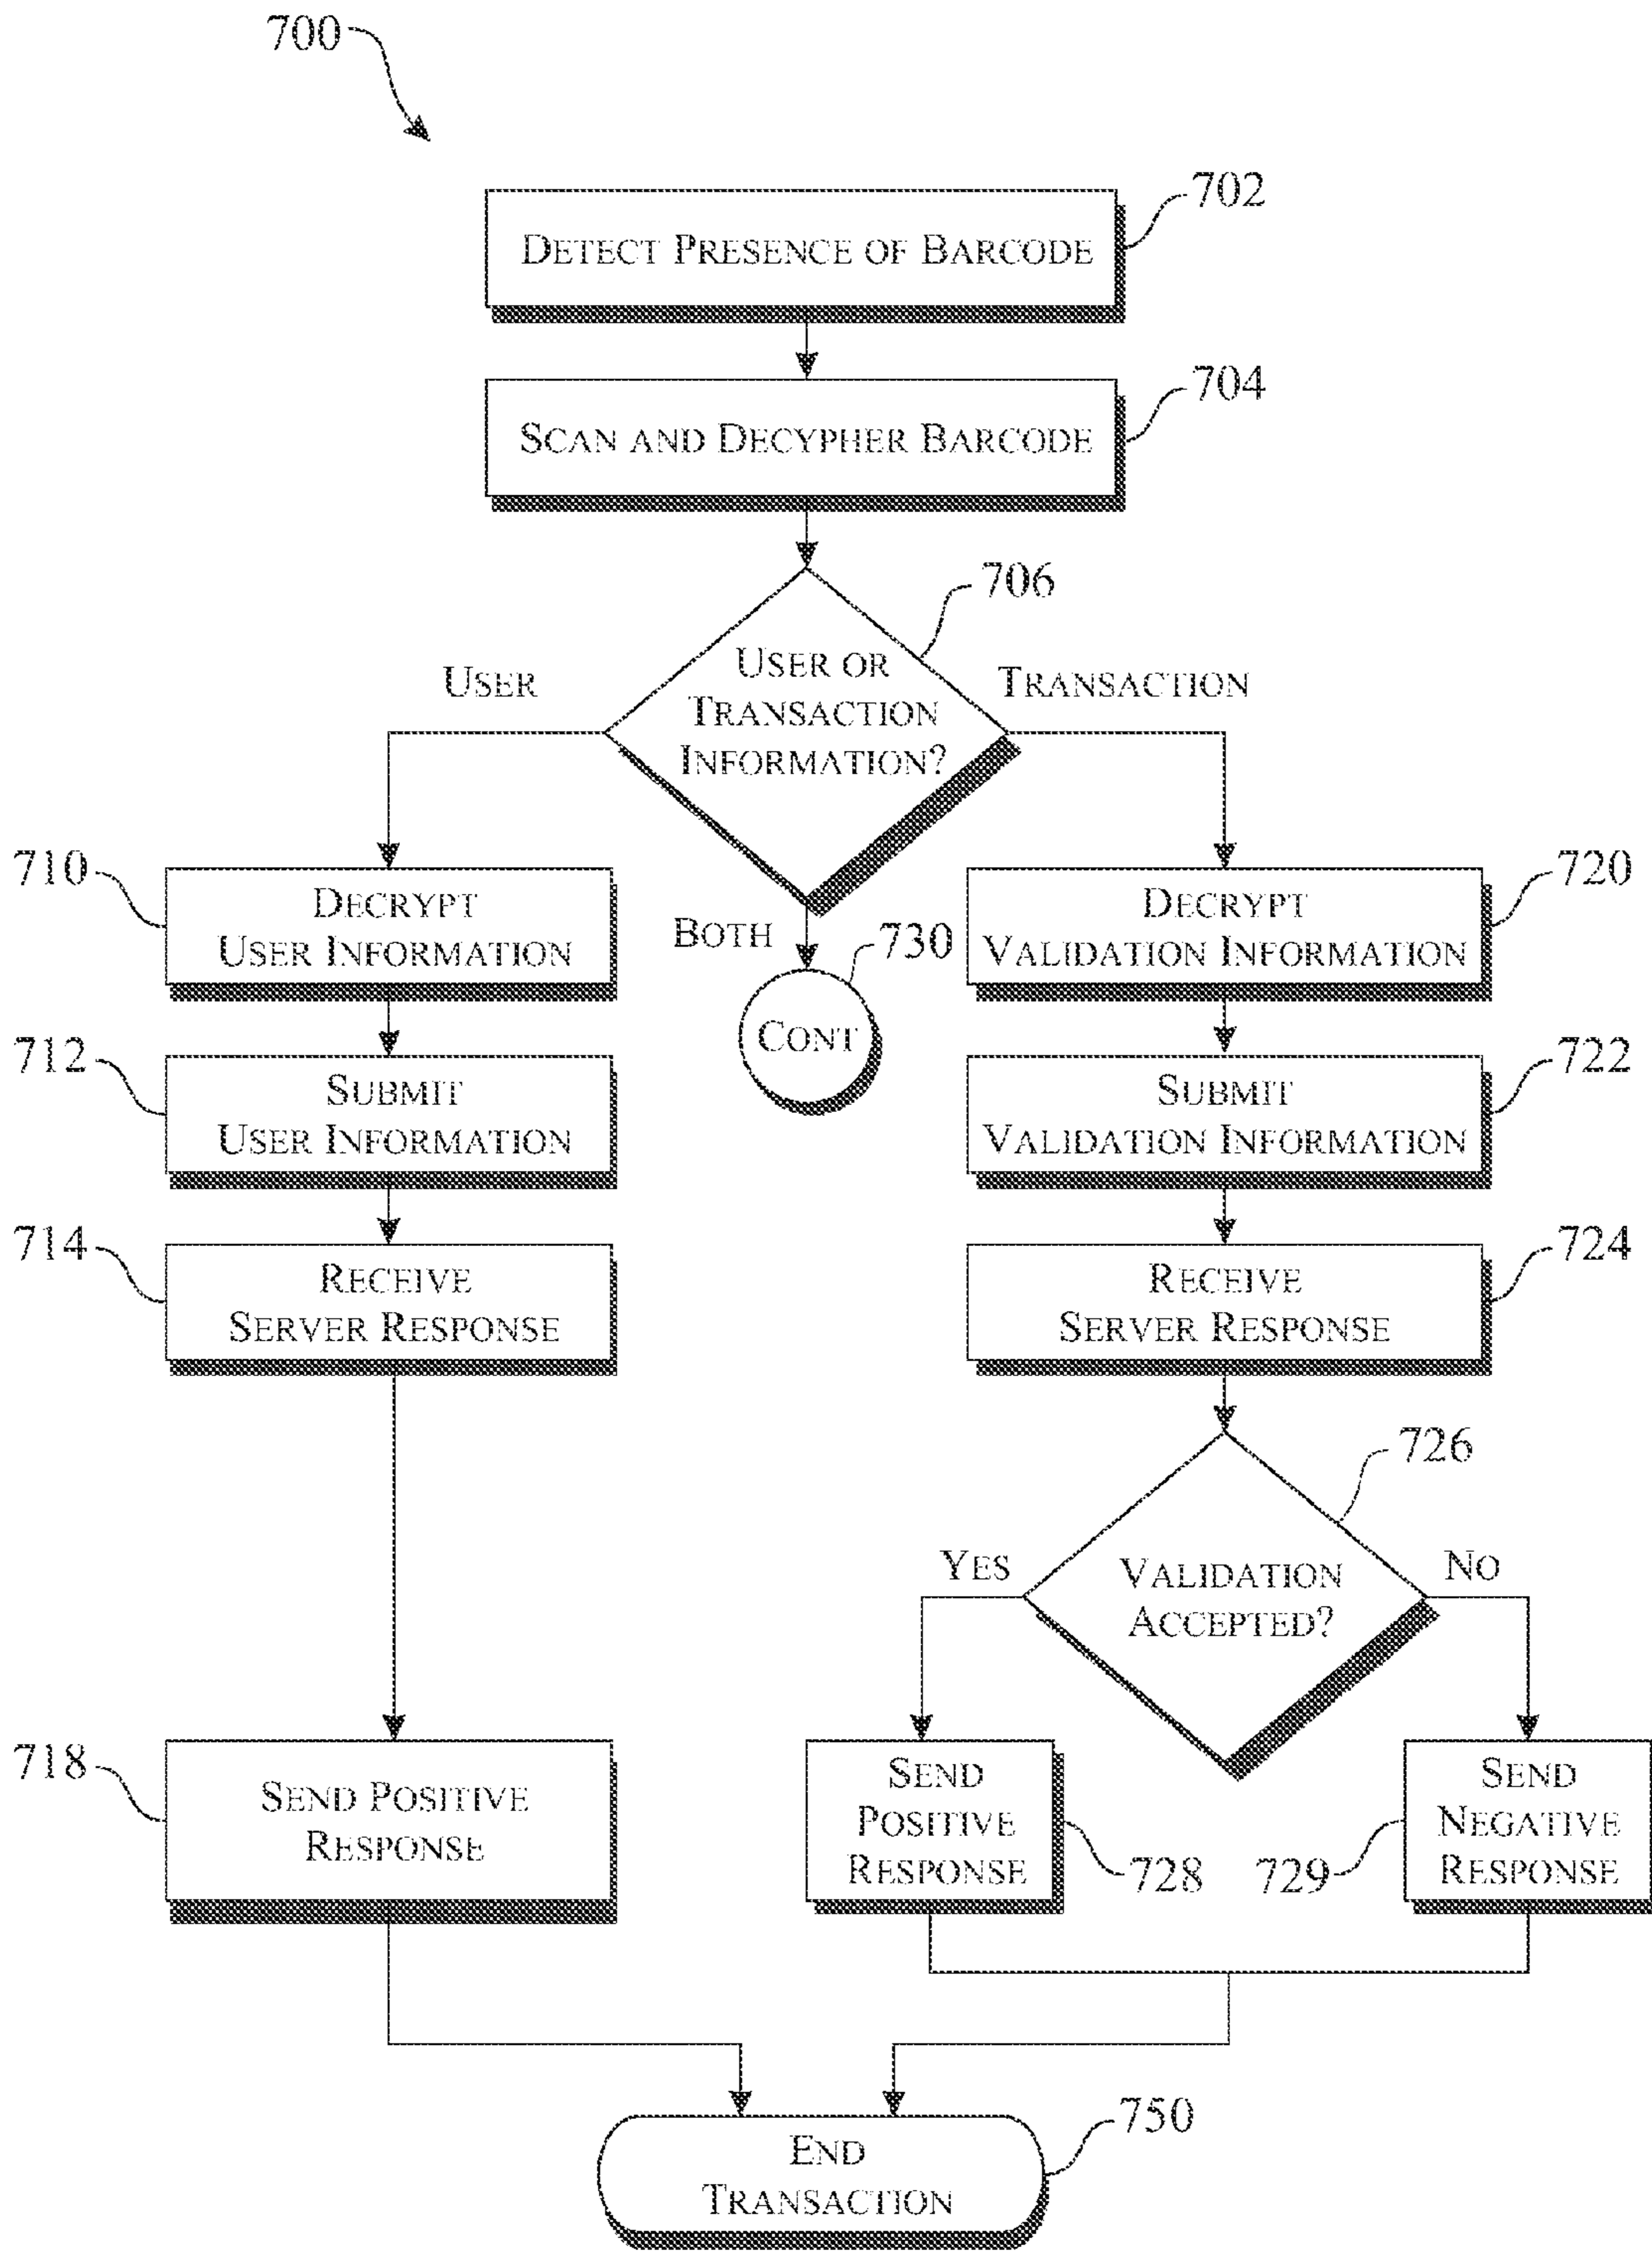 700
702
DETECT PRESENCE OF BARCODE
704
SCAN AND DECYPHER BARCODE
706
USER OR
TRANSACTION
INFORMATION?
USER
TRANSACTION
BOTH
710
DECRYPT
USER INFORMATION
730
CONT
720
DECRYPT
VALIDATION INFORMATION
712
SUBMIT
USER INFORMATION
722
SUBMIT
VALIDATION INFORMATION
714
RECEIVE
SERVER RESPONSE
724
RECEIVE
SERVER RESPONSE
726
YES
VALIDATION
ACCEPTED?
NO
718
SEND POSITIVE
RESPONSE
SEND
POSITIVE
RESPONSE
728
729
SEND
NEGATIVE
RESPONSE
750
END
TRANSACTION